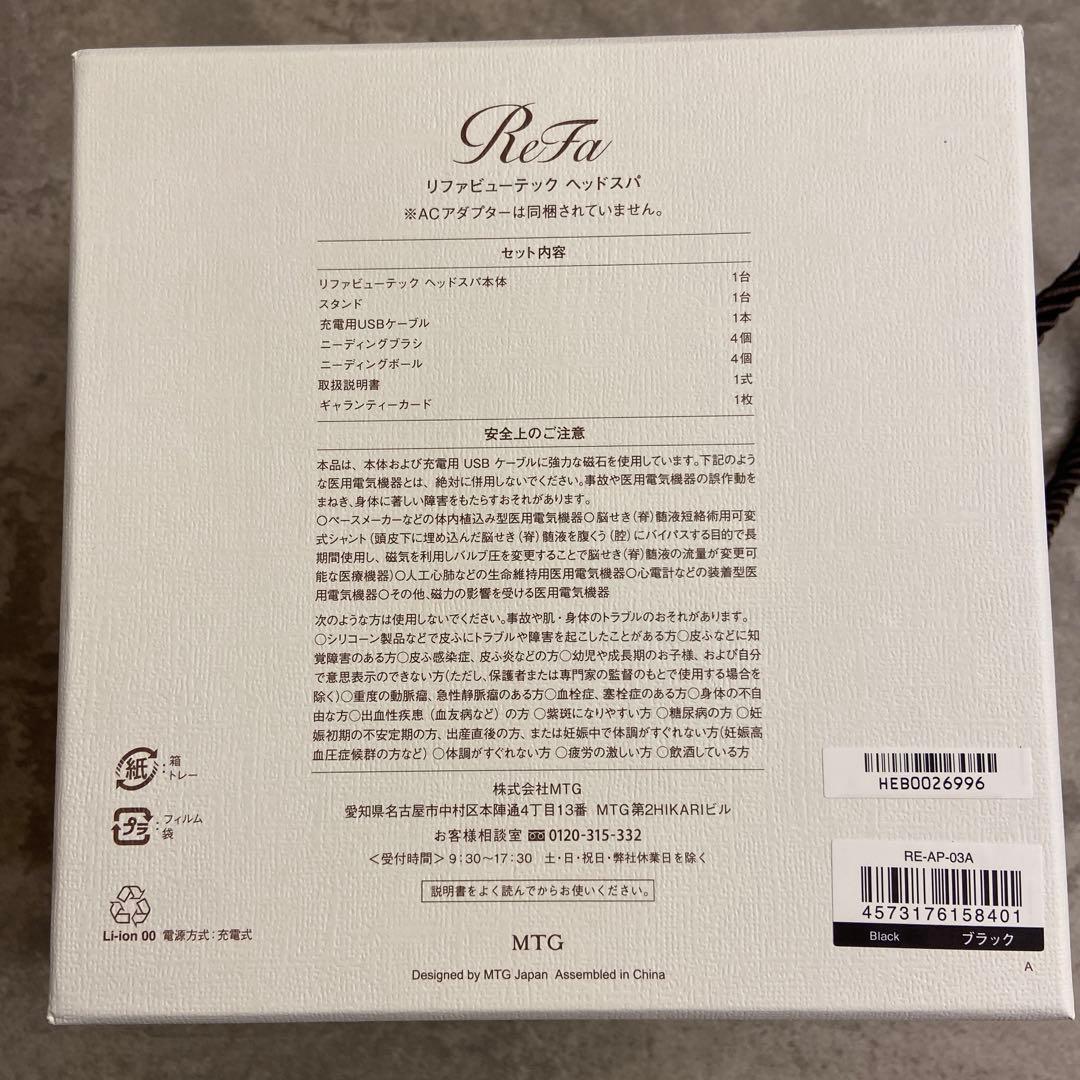 ReFa
リファビューテック ヘッドスパ
※ACアダプターは同梱されていません。
セット内容
リファビューテック ヘッドスパ本体 1台
スタンド 1台
充電用USBケーブル 1本
ニーディングブラシ 4個
ニーディングボール 4個
取扱説明書 1式
ギャランティーカード 1枚
安全上のご注意
本品は、本体および充電用 USB ケーブルに強力な磁石を使用しています。下記のよう
な医用電気機器とは、絶対に併用しないでください。事故や医用電気機器の誤作動を
まねき、身体に著しい障害をもたらすおそれがあります。
○ペースメーカーなどの体内植込み型医用電気機器○脳せき(脊)髄液短絡術用可変
式シャント(頭皮下に埋め込んだ脳せき(脊)髄液を腹くう(腔)にバイパスする目的で長
期間使用し、磁気を利用しバルブ圧を変更することで脳せき(脊)髄液の流量が変更可
能な医療機器)○人工心肺などの生命維持用医用電気機器○心電計などの装着型医
用電気機器○その他、磁力の影響を受ける医用電気機器
次のような方は使用しないでください。事故や肌・身体のトラブルのおそれがあります。
○シリコーン製品などで皮ふにトラブルや障害を起こしたことがある方○皮ふなどに知
覚障害のある方○皮ふ感染症、皮ふ炎などの方○幼児や成長期のお子様、および自分
で意思表示のできない方(ただし、保護者または専門家の監督のもとで使用する場合を
除く)○重度の動脈瘤、急性静脈瘤のある方○血栓症、塞栓症のある方○身体の不自
由な方○出血性疾患(血友病など)の方○紫斑になりやすい方○糖尿病の方○妊
娠初期の不安定期の方、出産直後の方、または妊娠中で体調がすぐれない方(妊娠高
血圧症候群の方など)○体調がすぐれない方○疲労の激しい方○飲酒している方
株式会社MTG
愛知県名古屋市中村区本陣通4丁目13番 MTG第2HIKARIビル
お客様相談室 0120-315-332
＜受付時間＞9:30～17:30 土・日・祝日・弊社休業日を除く
説明書をよく読んでからお使いください。
MTG
Designed by MTG Japan Assembled in China
紙 : 箱
トレー
プラ : フィルム
袋
Li-ion 00 電源方式:充電式
HEB0026996
RE-AP-03A
4573176158401
Black ブラック
A